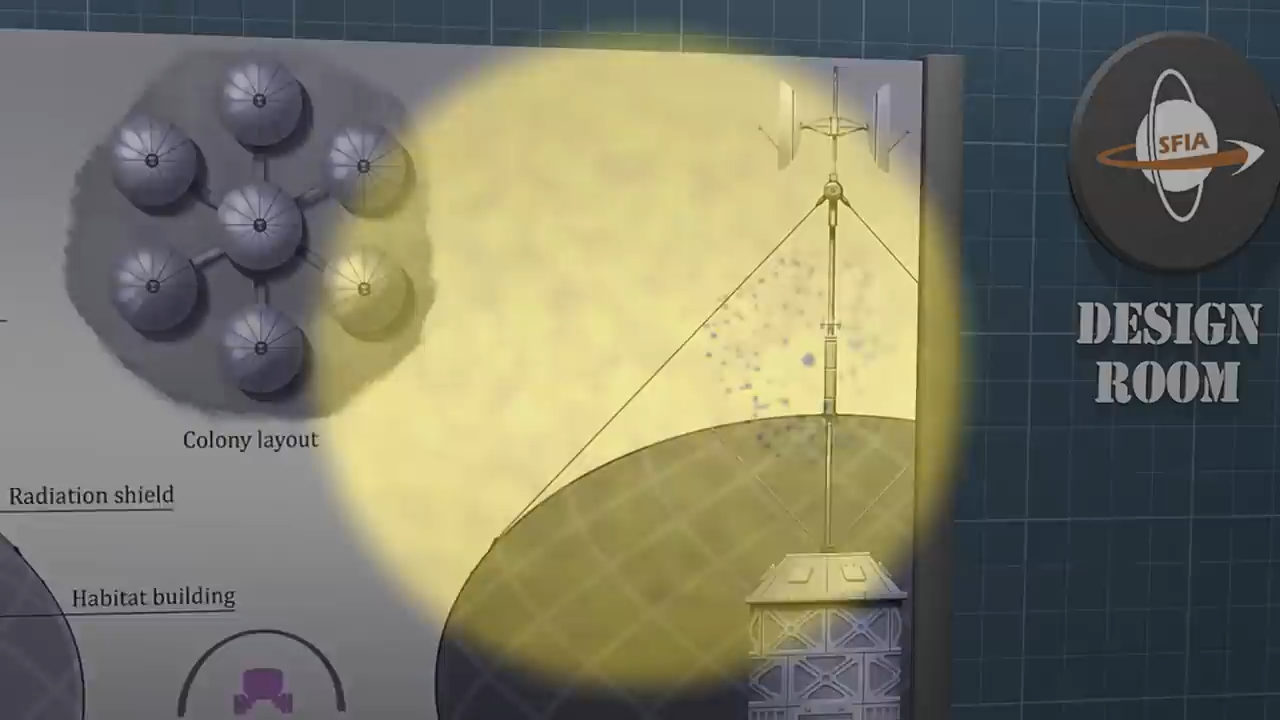 SFIA
DESIGN
ROOM
Colony layout
Radiation shield
Habitat building